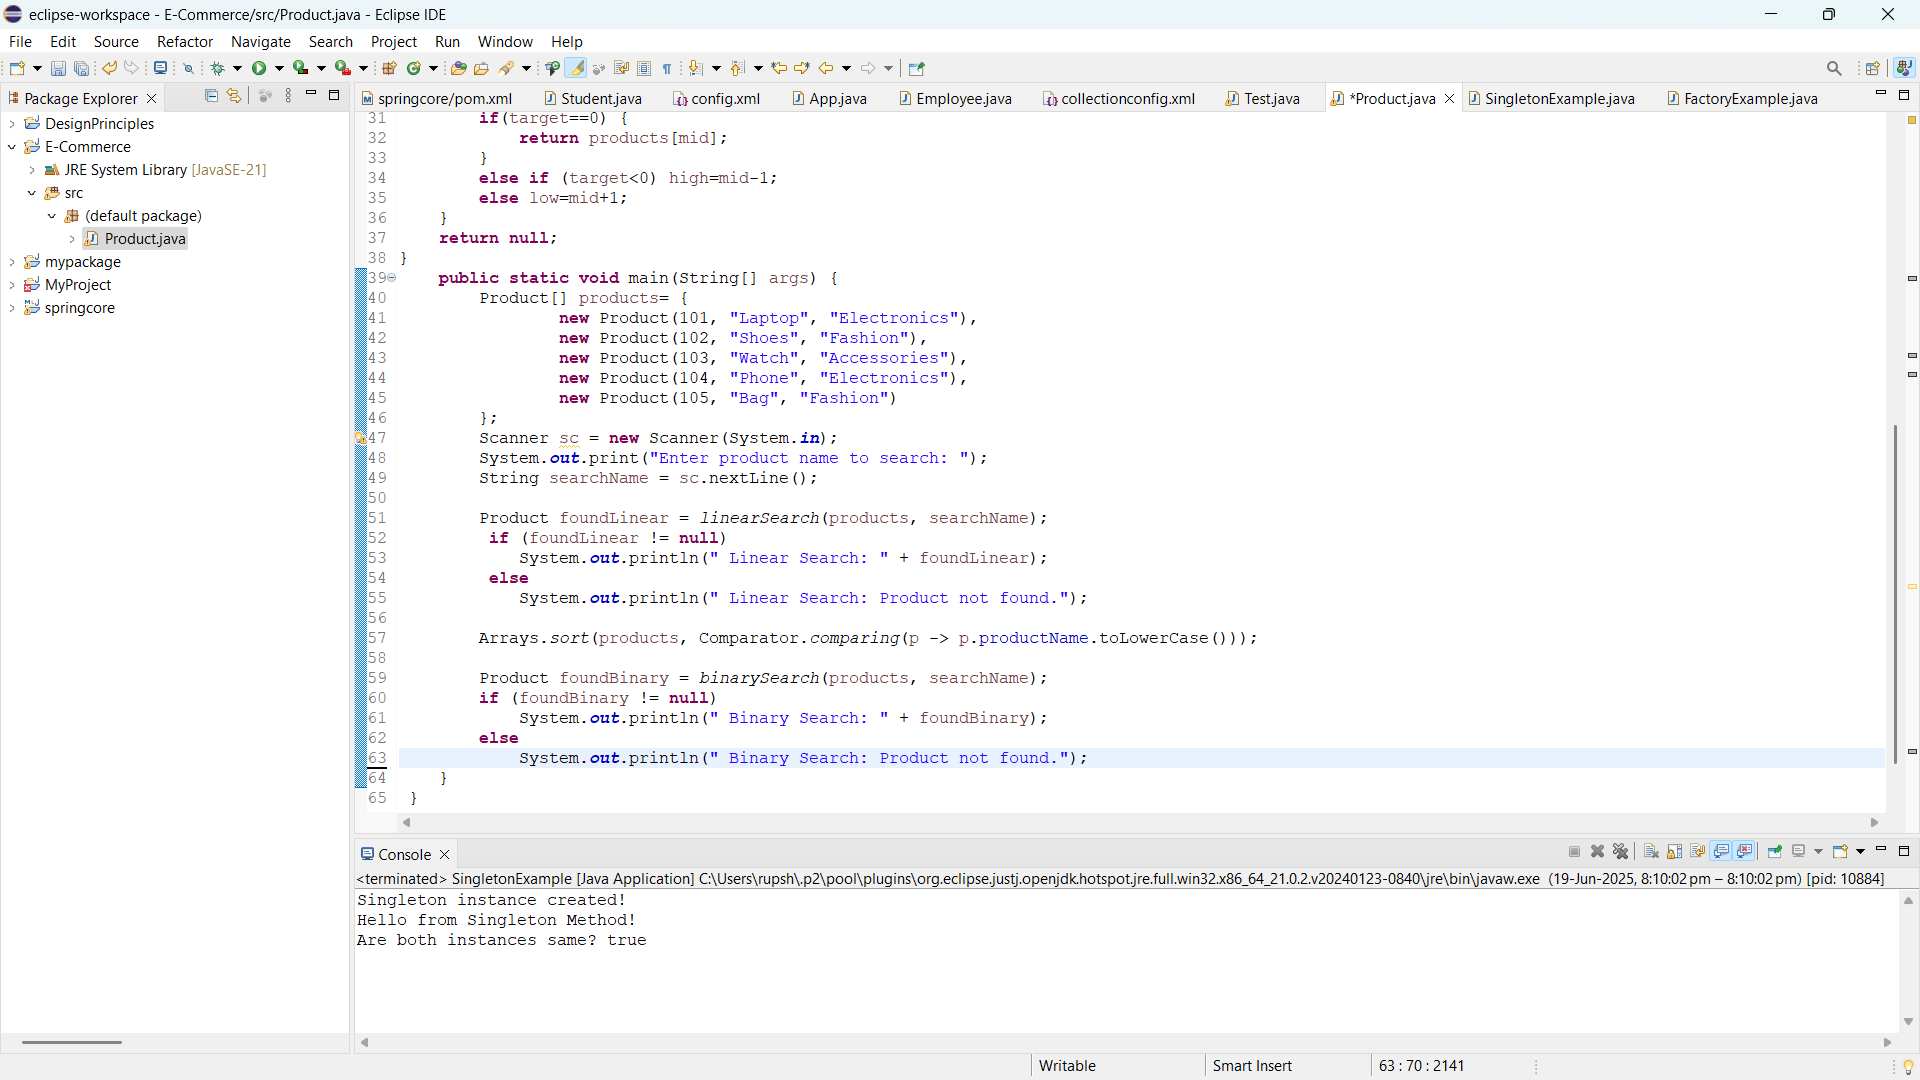 eclipse-workspace - E-Commerce/src/Product.java - Eclipse IDE
File Edit Source Refactor Navigate Search Project Run Window Help
Package Explorer
DesignPrinciples
E-Commerce
JRE System Library [JavaSE-21]
src
(default package)
Product.java
mypackage
MyProject
springcore
springcore/pom.xml Student.java config.xml App.java Employee.java collectionconfig.xml Test.java *Product.java SingletonExample.java FactoryExample.java
31 if(target==0) {
32 return products[mid];
33 }
34 else if (target<0) high=mid-1;
35 else low=mid+1;
36 }
37 return null;
38 }
39 public static void main(String[] args) {
40 Product[] products= {
41 new Product(101, "Laptop", "Electronics"),
42 new Product(102, "Shoes", "Fashion"),
43 new Product(103, "Watch", "Accessories"),
44 new Product(104, "Phone", "Electronics"),
45 new Product(105, "Bag", "Fashion")
46 };
47 Scanner sc = new Scanner(System.in);
48 System.out.print("Enter product name to search: ");
49 String searchName = sc.nextLine();
50
51 Product foundLinear = linearSearch(products, searchName);
52 if (foundLinear != null)
53 System.out.println(" Linear Search: " + foundLinear);
54 else
55 System.out.println(" Linear Search: Product not found.");
56
57 Arrays.sort(products, Comparator.comparing(p -> p.productName.toLowerCase()));
58
59 Product foundBinary = binarySearch(products, searchName);
60 if (foundBinary != null)
61 System.out.println(" Binary Search: " + foundBinary);
62 else
63 System.out.println(" Binary Search: Product not found.");
64 }
65 }
Console
<terminated> SingletonExample [Java Application] C:\Users\rupsh\.p2\pool\plugins\org.eclipse.justj.openjdk.hotspot.jre.full.win32.x86_64_21.0.2.v20240123-0840\jre\bin\javaw.exe (19-Jun-2025, 8:10:02 pm – 8:10:02 pm) [pid: 10884]
Singleton instance created!
Hello from Singleton Method!
Are both instances same? true
Writable Smart Insert 63 : 70 : 2141